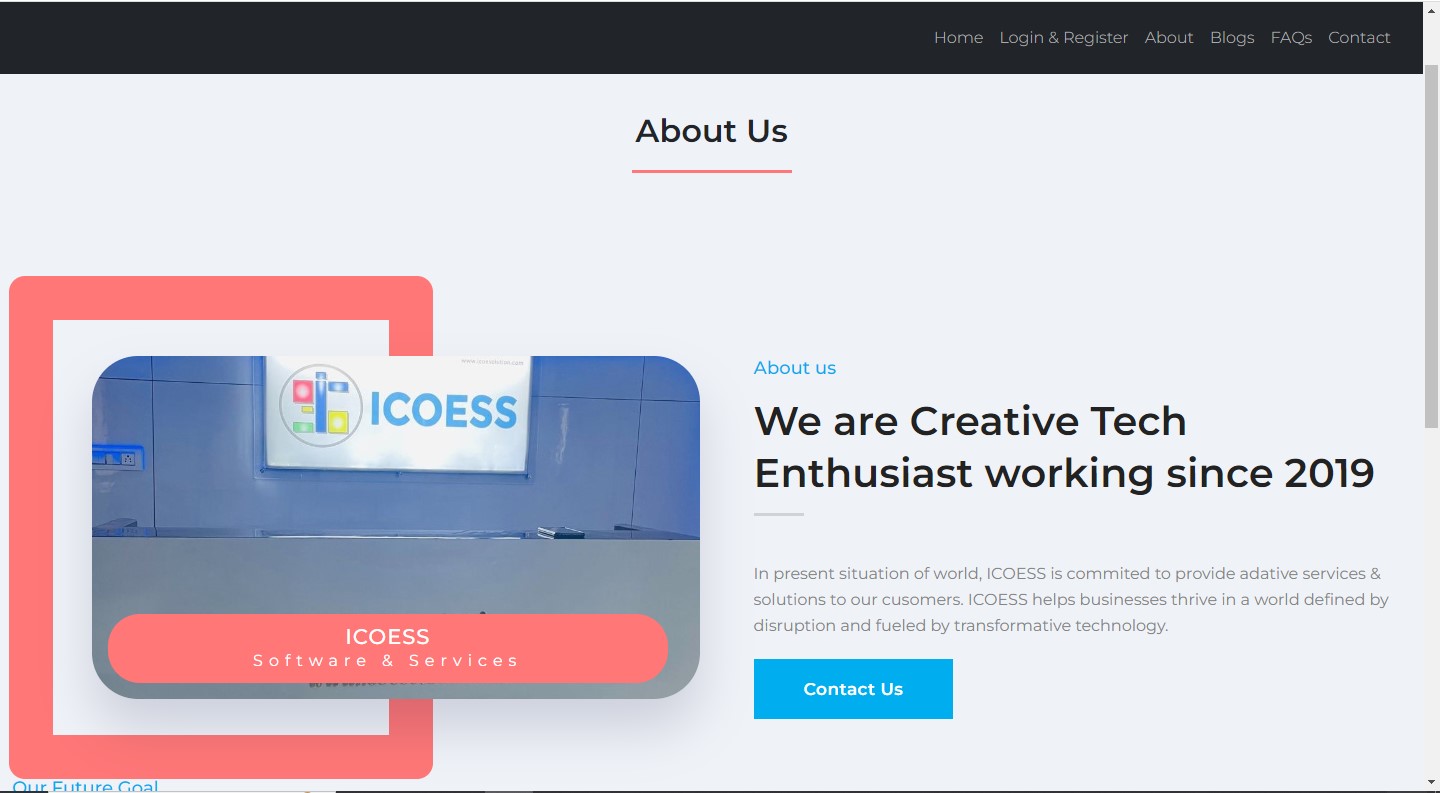 Home Login & Register About Blogs FAQs Contact
About Us
ICOESS
ICOESS
Software & Services
About us
We are Creative Tech
Enthusiast working since 2019
In present situation of world, ICOESS is commited to provide adative services &
solutions to our cusomers. ICOESS helps businesses thrive in a world defined by
disruption and fueled by transformative technology.
Contact Us
Our Future Goal